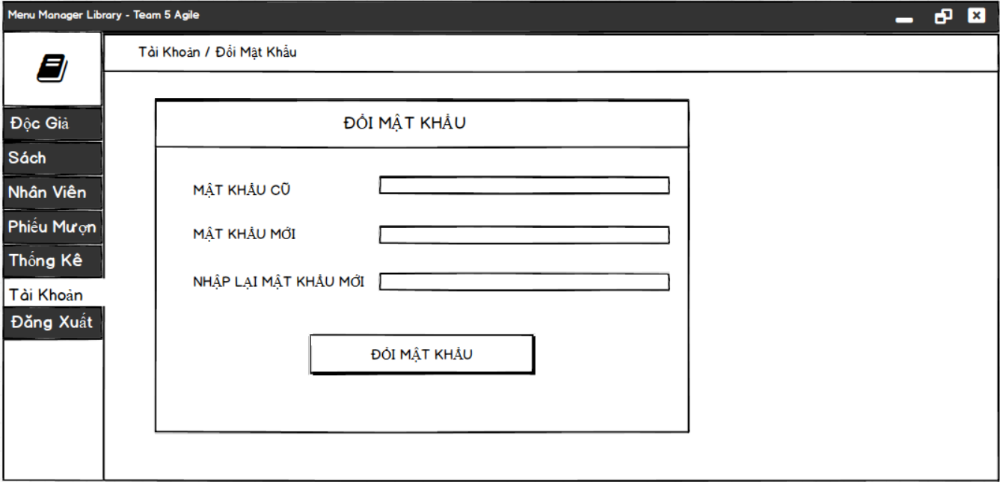 Menu Manager Library - Team 5 Agile
Tài Khoản / Đổi Mật Khẩu
Độc Giả
Sách
Nhân Viên
Phiếu Mượn
Thống Kê
Tài Khoản
Đăng Xuất
ĐỔI MẬT KHẨU
MẬT KHẨU CŨ
MẬT KHẨU MỚI
NHẬP LẠI MẬT KHẨU MỚI
ĐỔI MẬT KHẨU